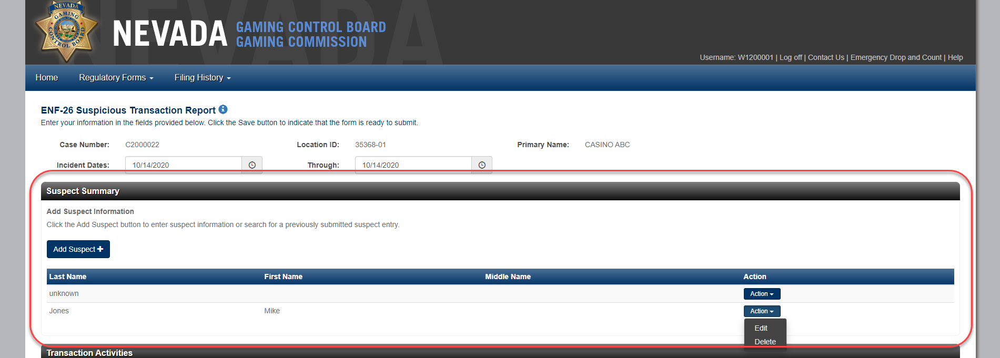 NEVADA
GAMING
CONTROL BOARD
NEVADA
GAMING CONTROL BOARD
GAMING COMMISSION
Username: W1200001 | Log off | Contact Us | Emergency Drop and Count | Help
Home Regulatory Forms Filing History
ENF-26 Suspicious Transaction Report
Enter your information in the fields provided below. Click the Save button to indicate that the form is ready to submit.
Case Number: C2000022 Location ID: 35368-01 Primary Name: CASINO ABC
Incident Dates: 10/14/2020 Through: 10/14/2020
Suspect Summary
Add Suspect Information
Click the Add Suspect button to enter suspect information or search for a previously submitted suspect entry.
Add Suspect +
Last Name First Name Middle Name Action
unknown Action
Jones Mike Action
Edit
Delete
Transaction Activities